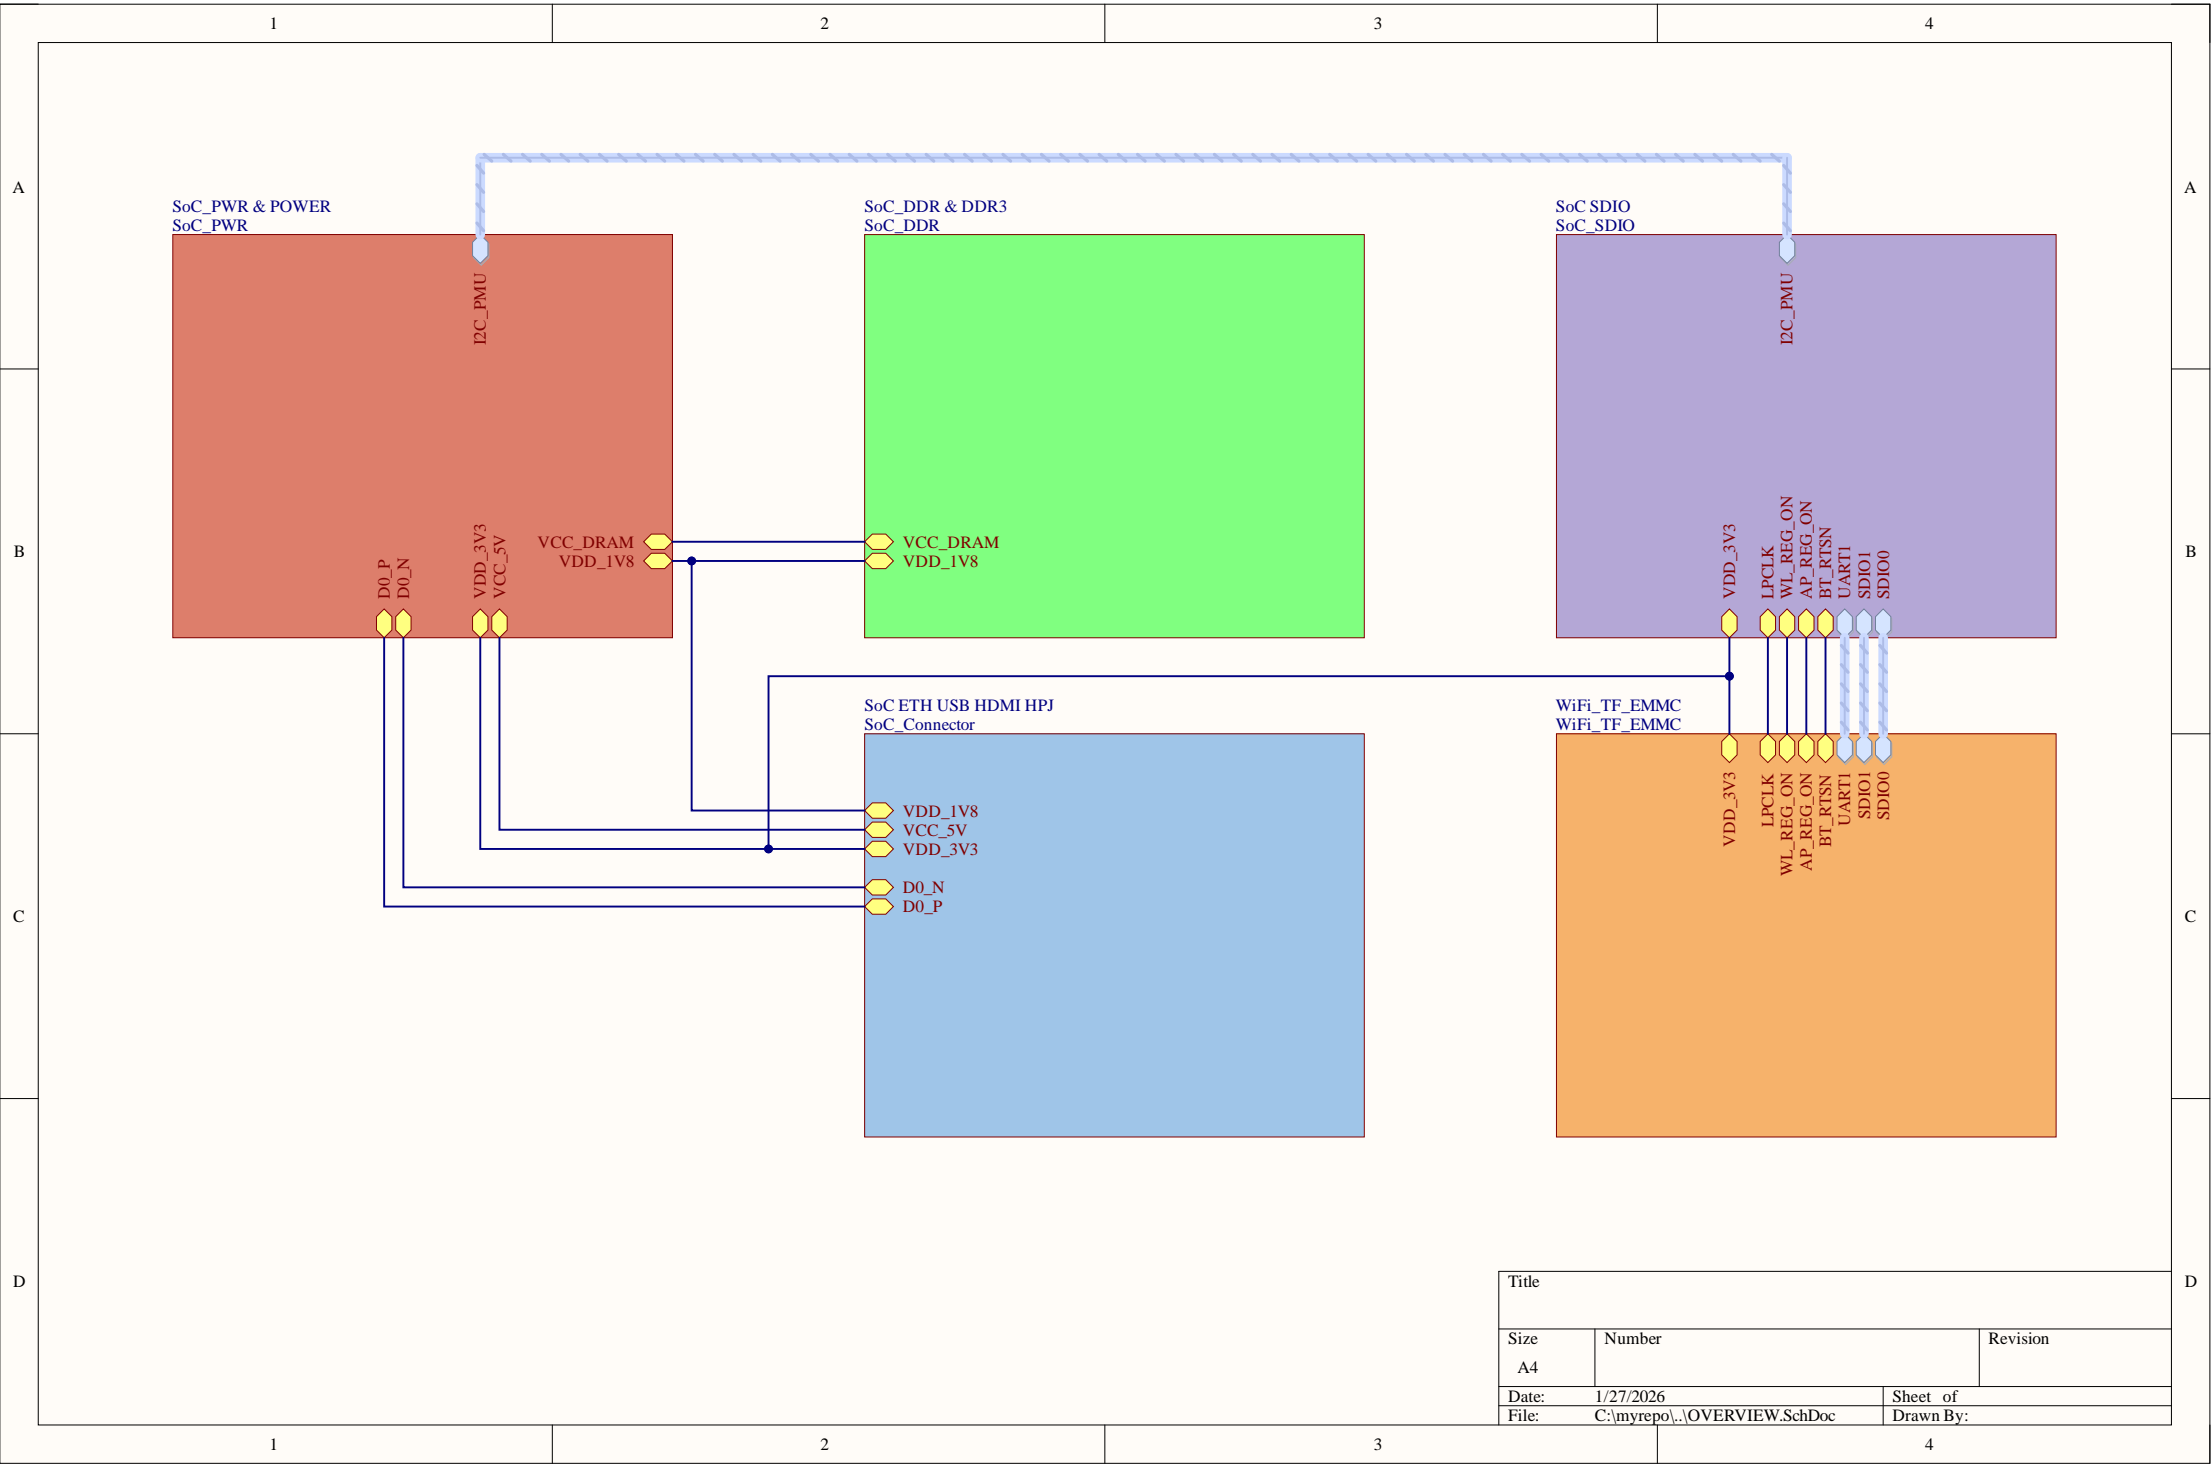 1 2 3 4
A A
SoC_PWR & POWER
SoC_PWR
I2C_PMU
D0_P
D0_N
VDD_3V3
VCC_5V
VCC_DRAM
VDD_1V8
SoC_DDR & DDR3
SoC_DDR
VCC_DRAM
VDD_1V8
SoC SDIO
SoC_SDIO
I2C_PMU
VDD_3V3
LPCLK
WL_REG_ON
AP_REG_ON
BT_RTSN
UART1
SDIO1
SDIO0
B B
SoC ETH USB HDMI HPJ
SoC_Connector
VDD_1V8
VCC_5V
VDD_3V3
D0_N
D0_P
WiFi_TF_EMMC
WiFi_TF_EMMC
VDD_3V3
LPCLK
WL_REG_ON
AP_REG_ON
BT_RTSN
UART1
SDIO1
SDIO0
C C
D D
Title
Size Number Revision
A4
Date: 1/27/2026 Sheet of
File: C:\myrepo\..\OVERVIEW.SchDoc Drawn By:
1 2 3 4